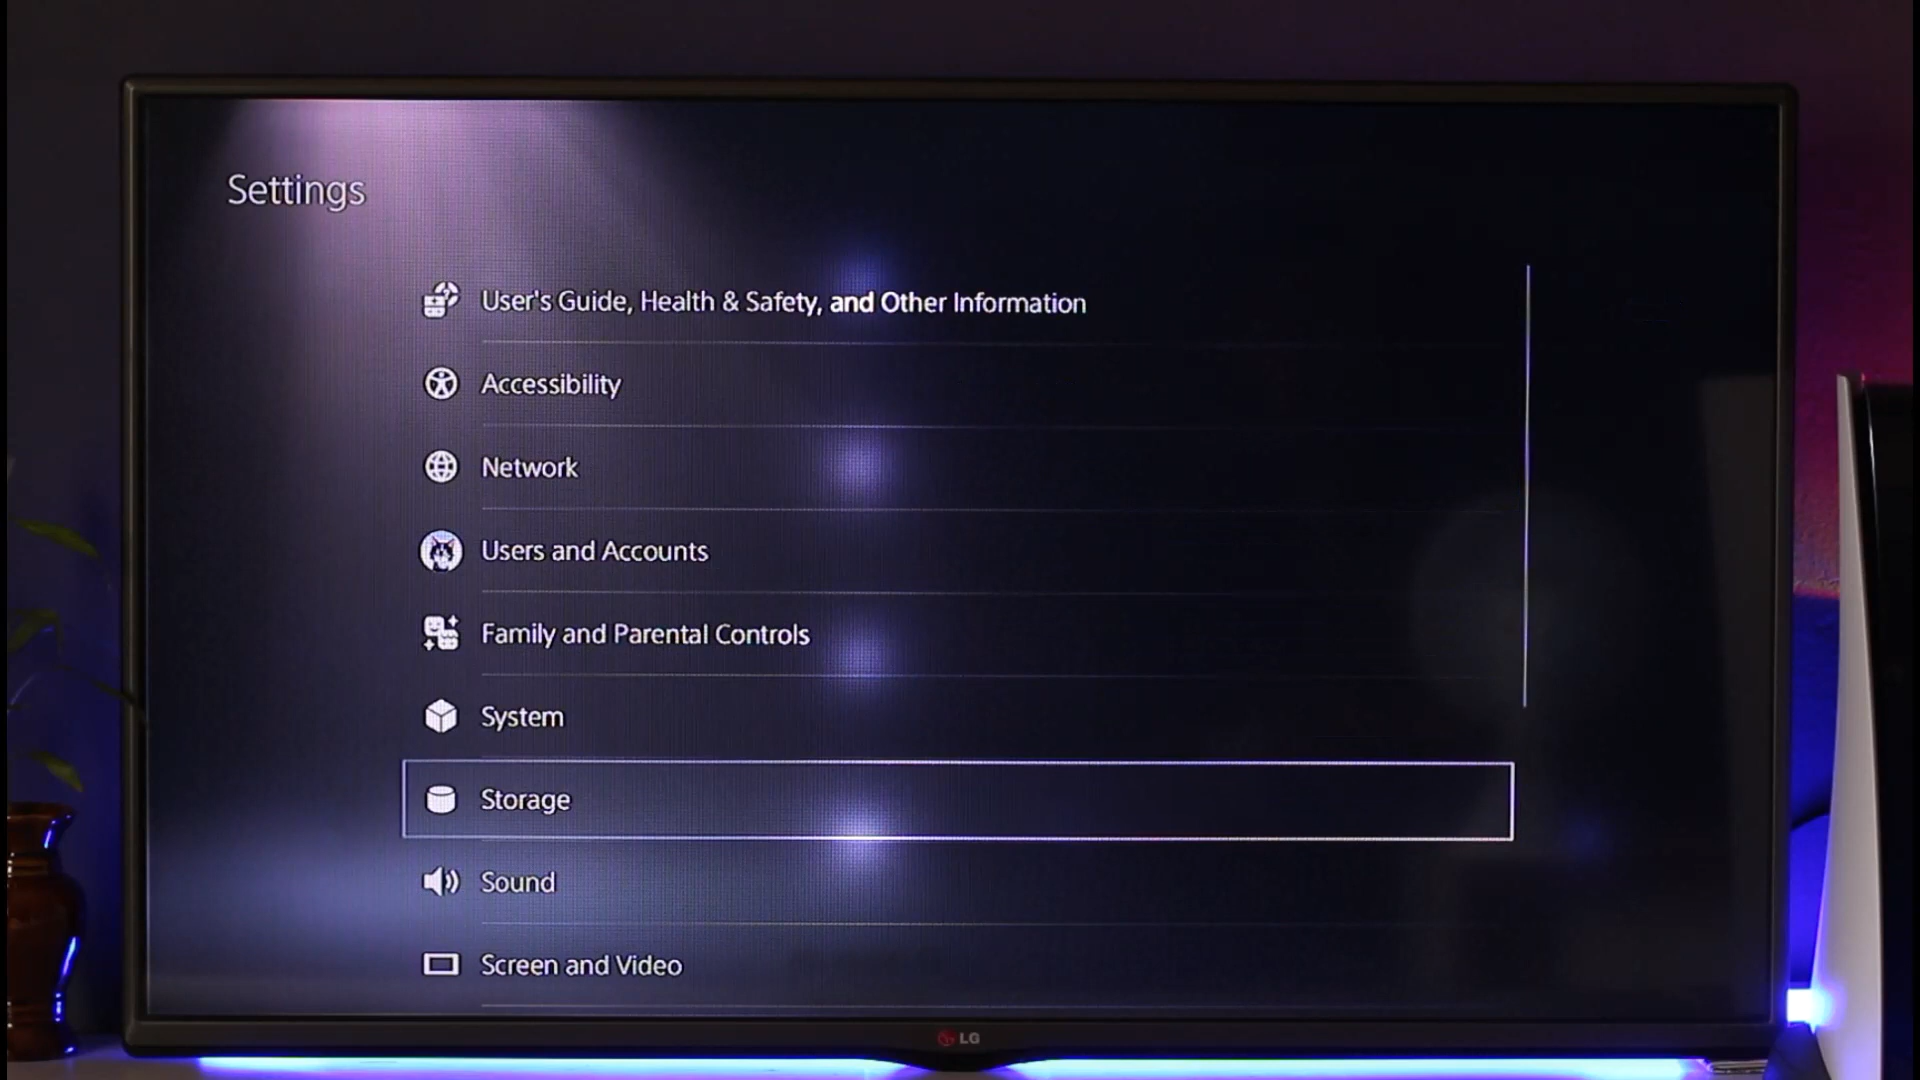 Settings
User's Guide, Health & Safety, and Other Information
Accessibility
Network
Users and Accounts
Family and Parental Controls
System
Storage
Sound
Screen and Video
LG